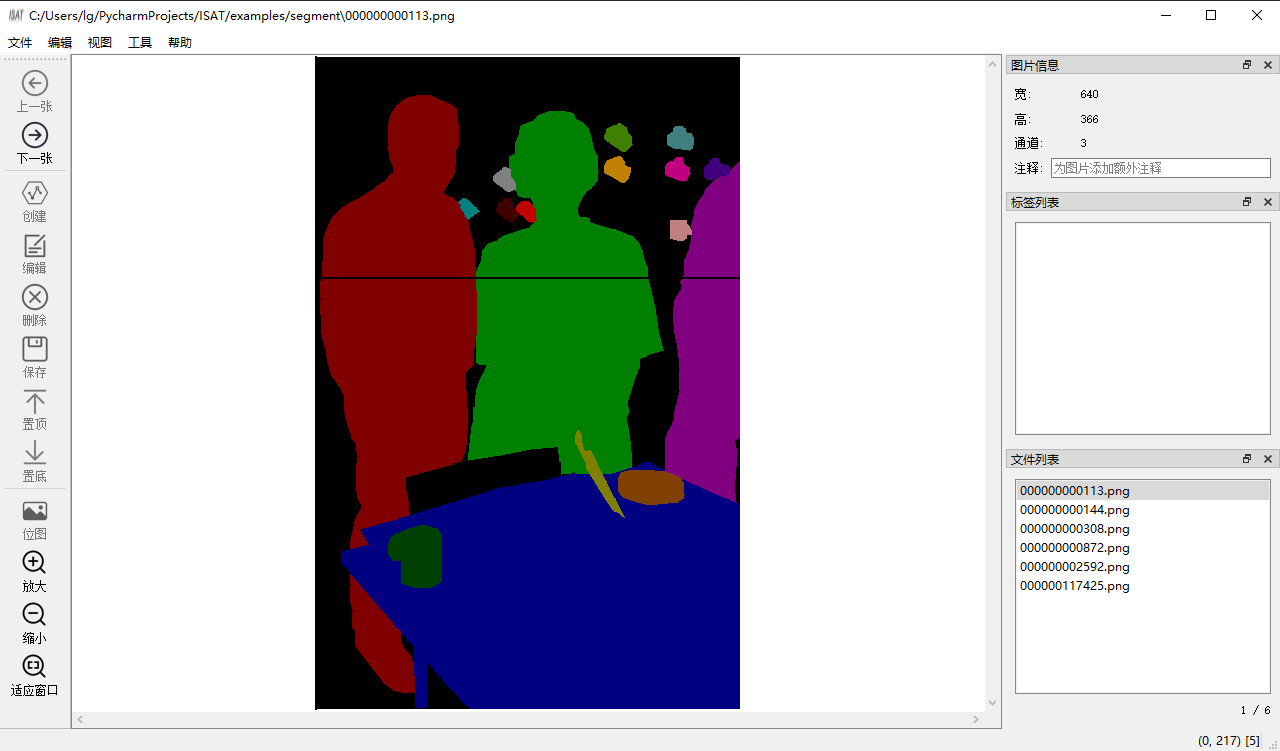 ISAT C:/Users/lg/PycharmProjects/ISAT/examples/segment\000000000113.png
文件 编辑 视图 工具 帮助
上一张
下一张
创建
编辑
删除
保存
置顶
置底
位图
放大
缩小
适应窗口
图片信息
宽: 640
高: 366
通道: 3
注释: 为图片添加额外注释
标签列表
文件列表
000000000113.png
000000000144.png
000000000308.png
000000000872.png
000000002592.png
000000117425.png
1 / 6
(0, 217) [5]